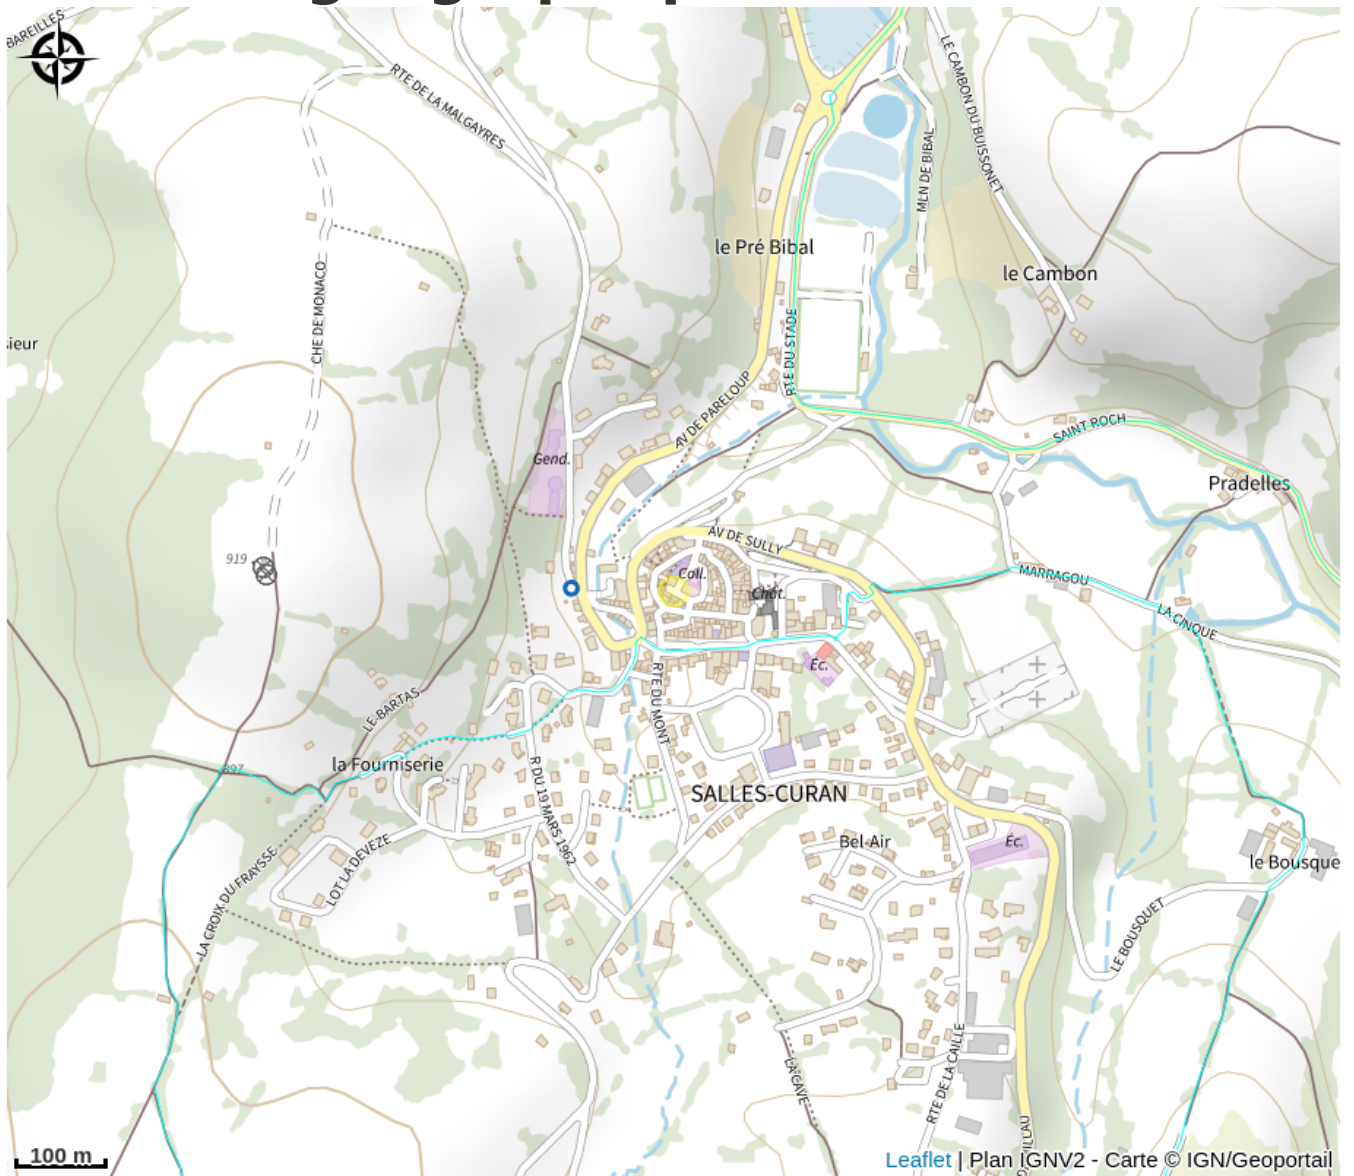 BAREILLES
RTE DE LA MALGAYRES
LE CAMBON DU BUISSONET
MLN DE BIBAL
le Pré Bibal
le Cambon
CHE DE MONACO
sieur
RTE DU STADE
AV DE PARELOUP
SAINT ROCH
Gend.
Pradelles
AV DE SULLY
919
Coll.
Chât.
MARRAGOU
LA CINQUE
Éc.
RTE DU MONT
LE BARTAS
la Fourniserie
897
SALLES-CURAN
R DU 19 MARS 1962
Bel-Air
Éc.
le Bousque
LOT LA DEVEZE
LA CROIX DU FRAYSSE
LE BOUSQUET
LA CAVE
RTE DE LA CAILLE
100 m
Leaflet | Plan IGNV2 - Carte © IGN/Geoportail